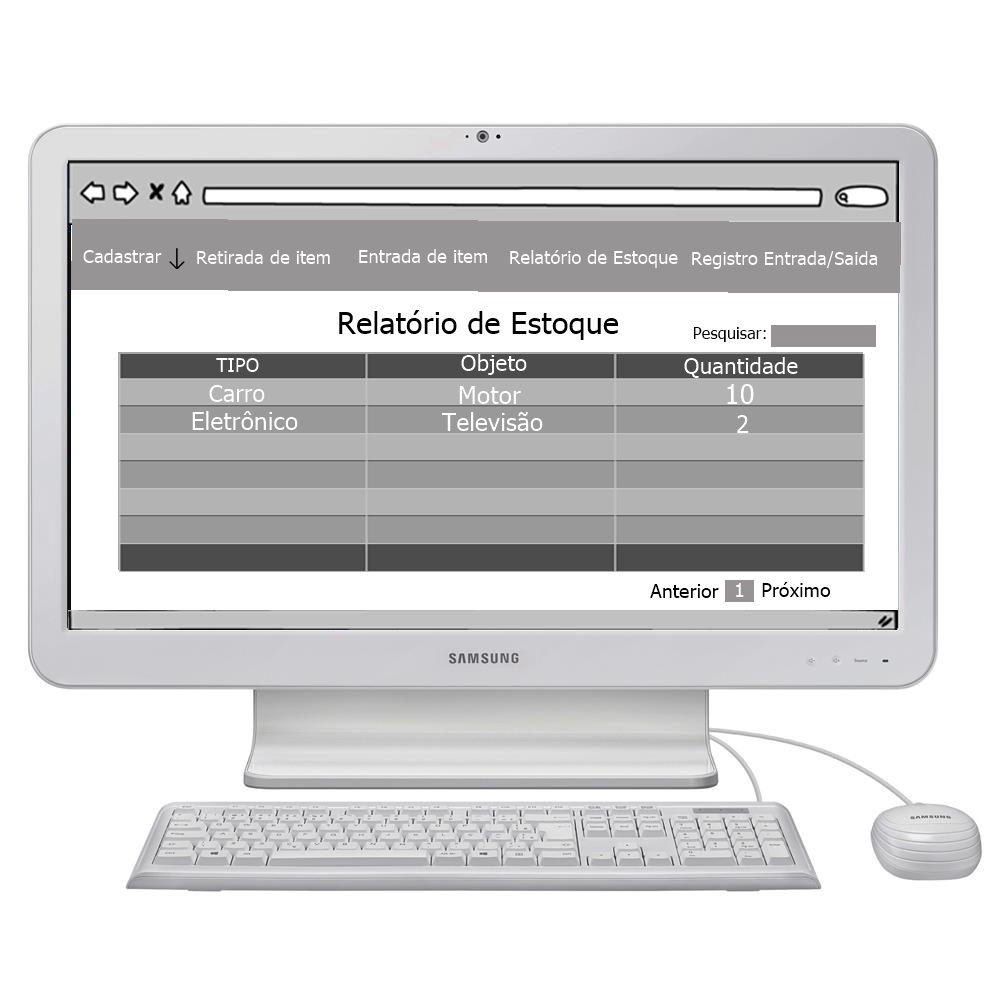 Cadastrar ↓ Retirada de item Entrada de item Relatório de Estoque Registro Entrada/Saida
Relatório de Estoque
Pesquisar:
TIPO Objeto Quantidade
Carro Motor 10
Eletrônico Televisão 2
Anterior 1 Próximo
SAMSUNG
SAMSUNG